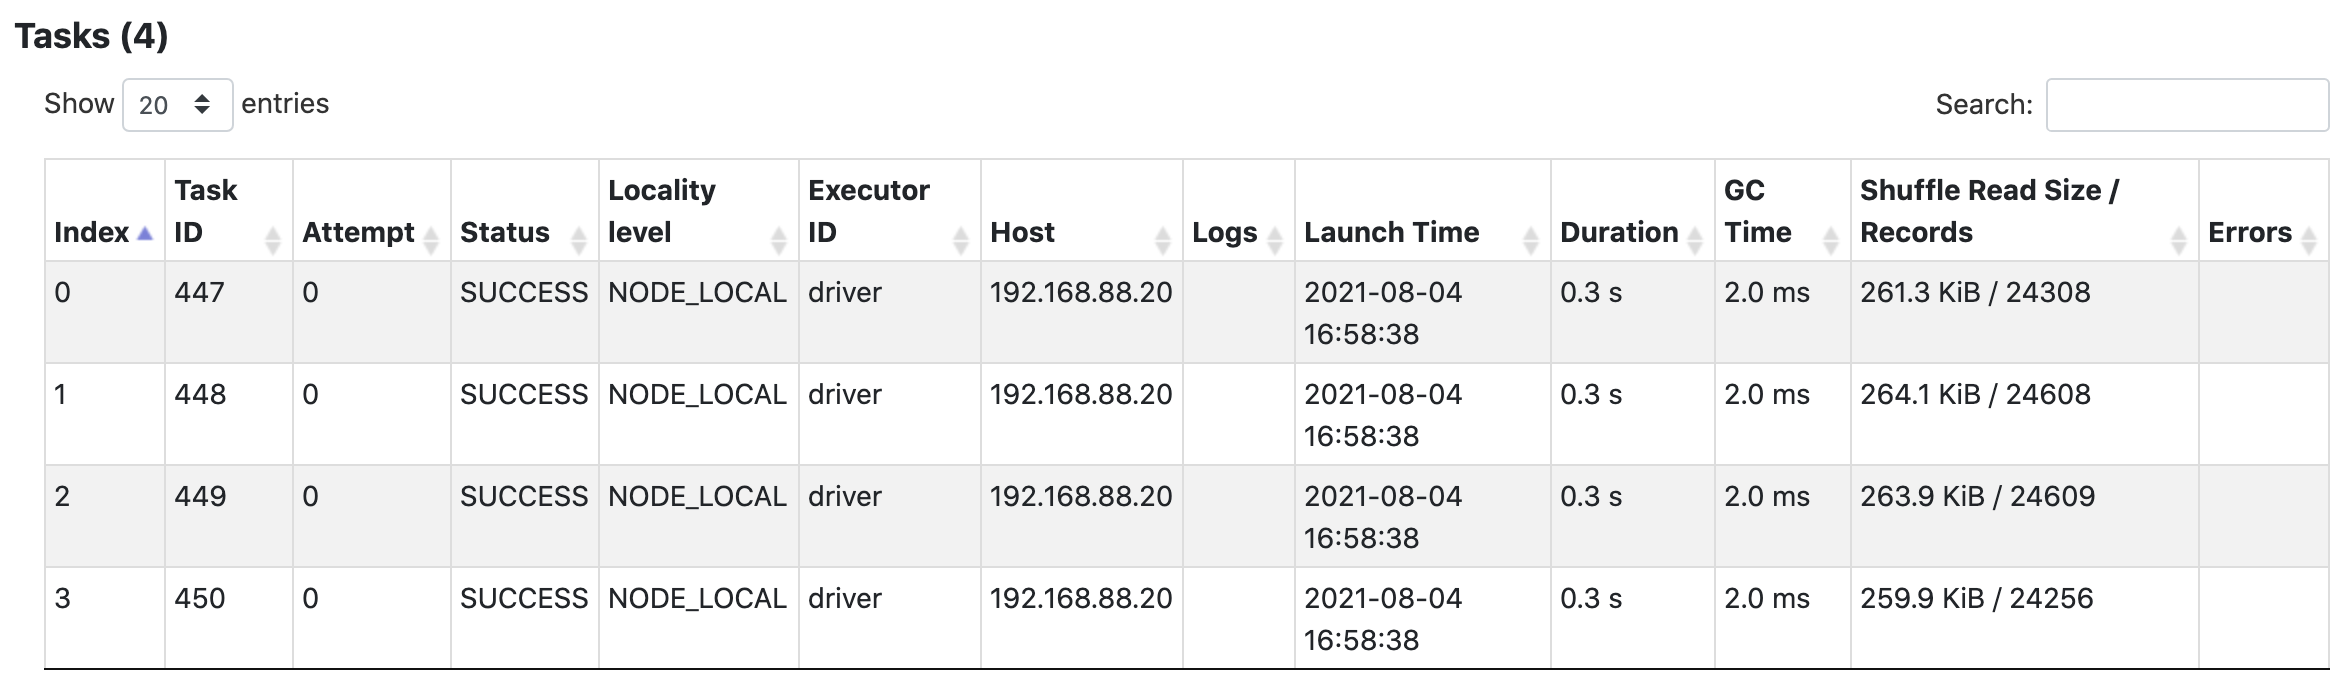 Tasks (4)
Show 20 entries Search:
Index Task ID Attempt Status Locality level Executor ID Host Logs Launch Time Duration GC Time Shuffle Read Size / Records Errors
0 447 0 SUCCESS NODE_LOCAL driver 192.168.88.20 2021-08-04 16:58:38 0.3 s 2.0 ms 261.3 KiB / 24308
1 448 0 SUCCESS NODE_LOCAL driver 192.168.88.20 2021-08-04 16:58:38 0.3 s 2.0 ms 264.1 KiB / 24608
2 449 0 SUCCESS NODE_LOCAL driver 192.168.88.20 2021-08-04 16:58:38 0.3 s 2.0 ms 263.9 KiB / 24609
3 450 0 SUCCESS NODE_LOCAL driver 192.168.88.20 2021-08-04 16:58:38 0.3 s 2.0 ms 259.9 KiB / 24256